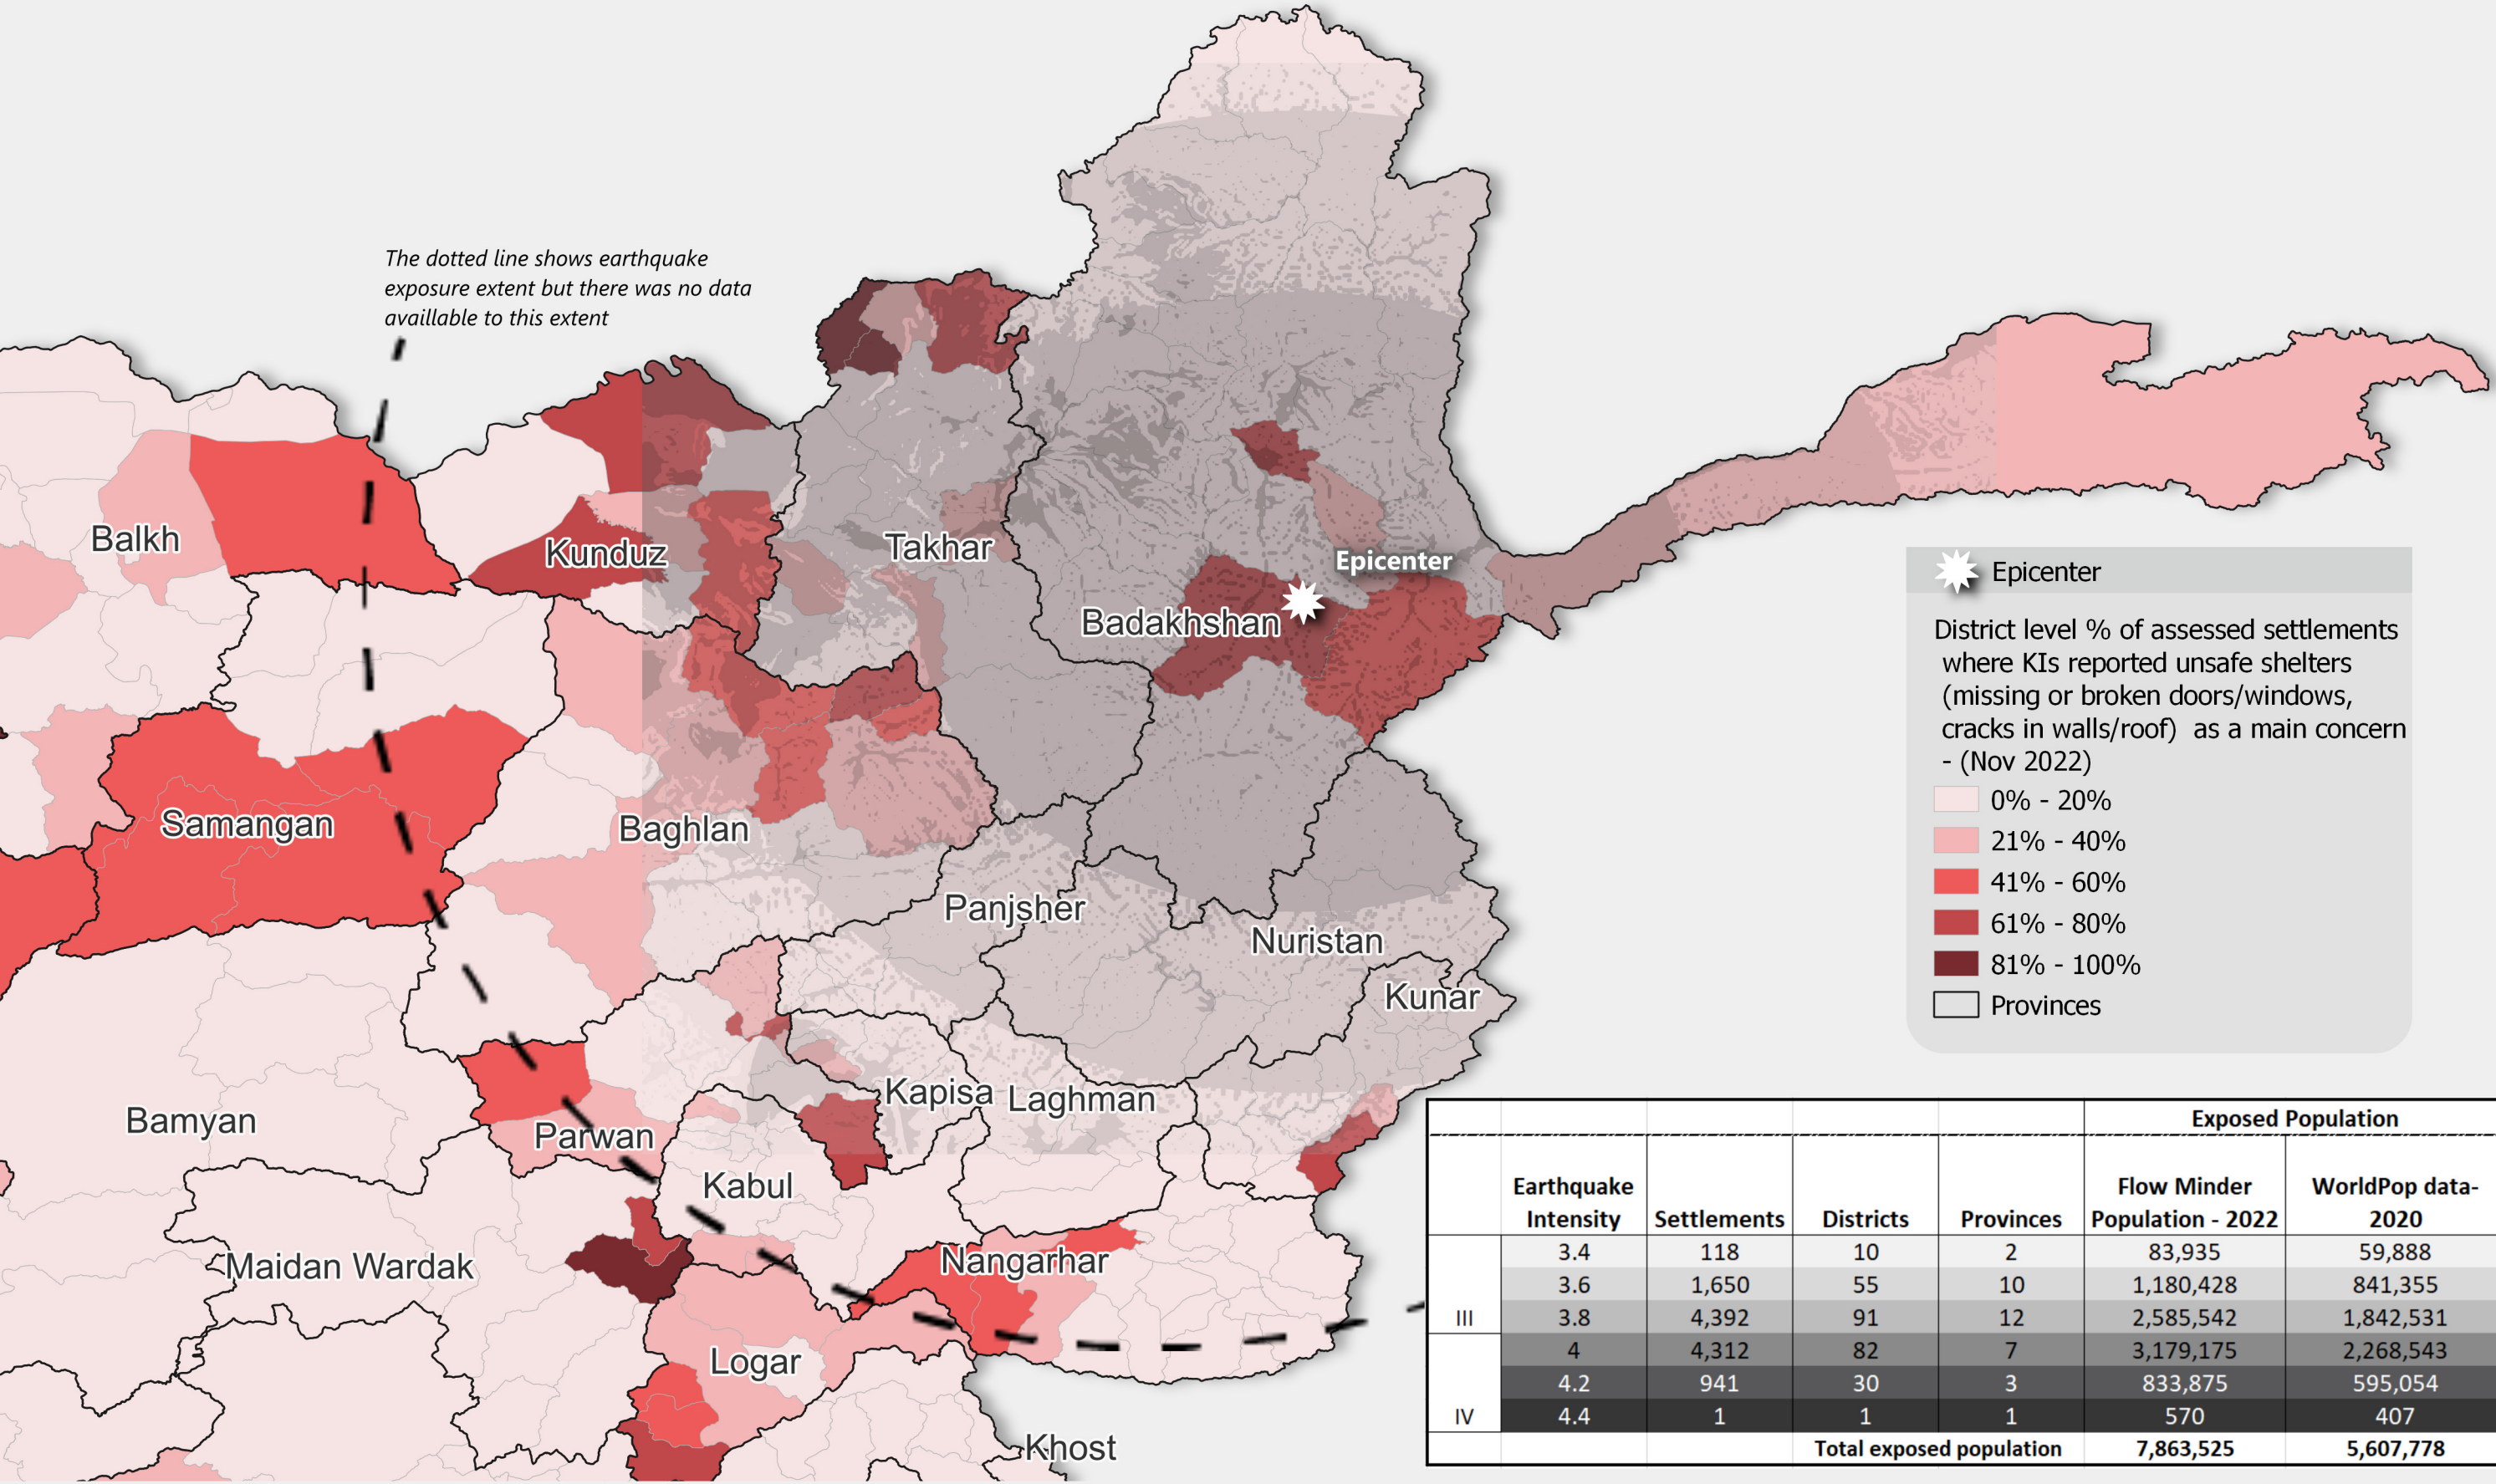 The dotted line shows earthquake
exposure extent but there was no data
availlable to this extent
Balkh
Kunduz
Takhar
Epicenter
Badakhshan
Samangan
Baghlan
Panjsher
Nuristan
Kunar
Bamyan
Parwan
Kapisa
Laghman
Kabul
Maidan Wardak
Nangarhar
Logar
Khost
Epicenter
District level % of assessed settlements
where KIs reported unsafe shelters
(missing or broken doors/windows,
cracks in walls/roof) as a main concern
- (Nov 2022)
0% - 20%
21% - 40%
41% - 60%
61% - 80%
81% - 100%
Provinces
Exposed Population
Earthquake Intensity Settlements Districts Provinces Flow Minder Population - 2022 WorldPop data-2020
3.4 118 10 2 83,935 59,888
3.6 1,650 55 10 1,180,428 841,355
III 3.8 4,392 91 12 2,585,542 1,842,531
4 4,312 82 7 3,179,175 2,268,543
4.2 941 30 3 833,875 595,054
IV 4.4 1 1 1 570 407
Total exposed population 7,863,525 5,607,778